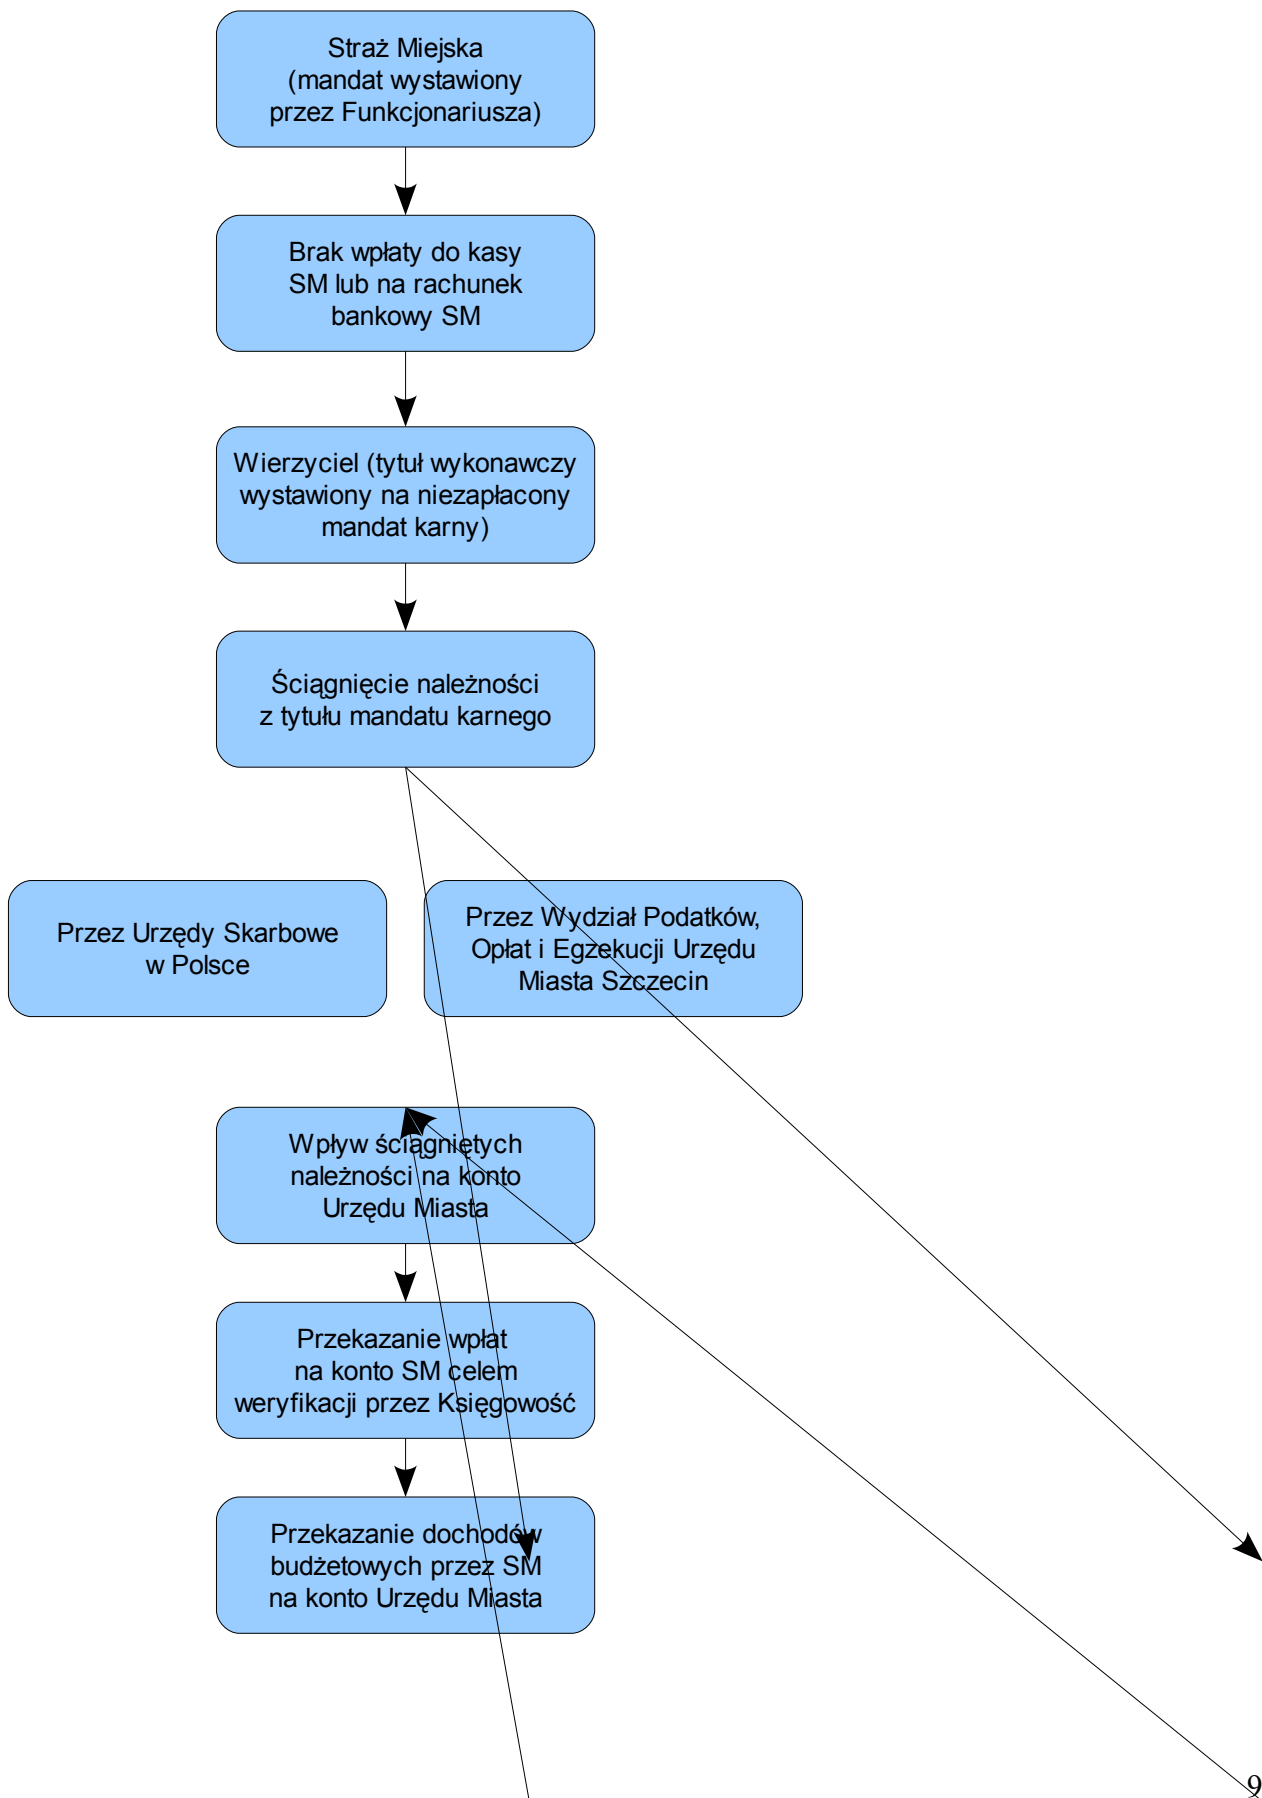 Straż Miejska
(mandat wystawiony
przez Funkcjonariusza)
Brak wpłaty do kasy
SM lub na rachunek
bankowy SM
Wierzyciel (tytuł wykonawczy
wystawiony na niezapłacony
mandat karny)
Ściągnięcie należności
z tytułu mandatu karnego
Przez Urzędy Skarbowe
w Polsce
Przez Wydział Podatków,
Opłat i Egzekucji Urzędu
Miasta Szczecin
Wpływ ściągniętych
należności na konto
Urzędu Miasta
Przekazanie wpłat
na konto SM celem
weryfikacji przez Księgowość
Przekazanie dochodów
budżetowych przez SM
na konto Urzędu Miasta
9